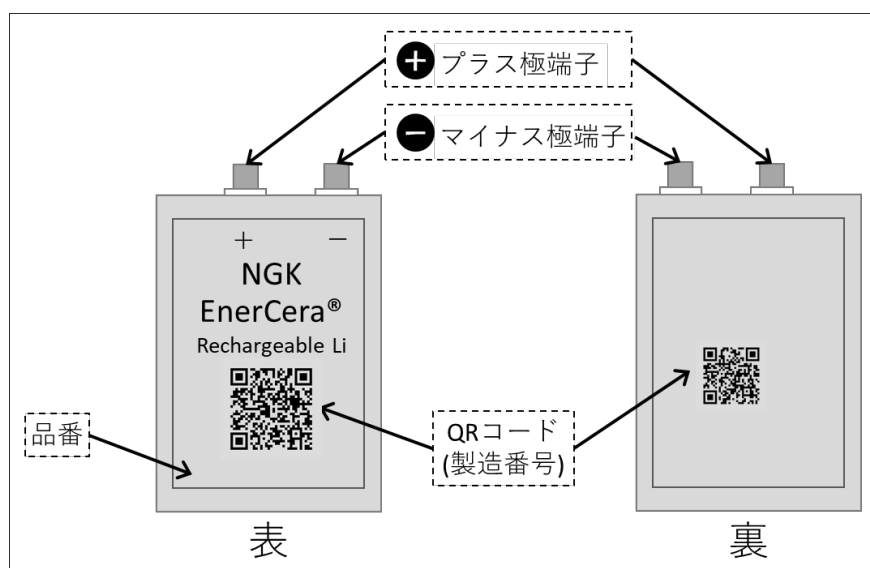 + プラス極端子
− マイナス極端子
+ −
NGK
EnerCera®
Rechargeable Li
品番
QRコード
(製造番号)
表
裏